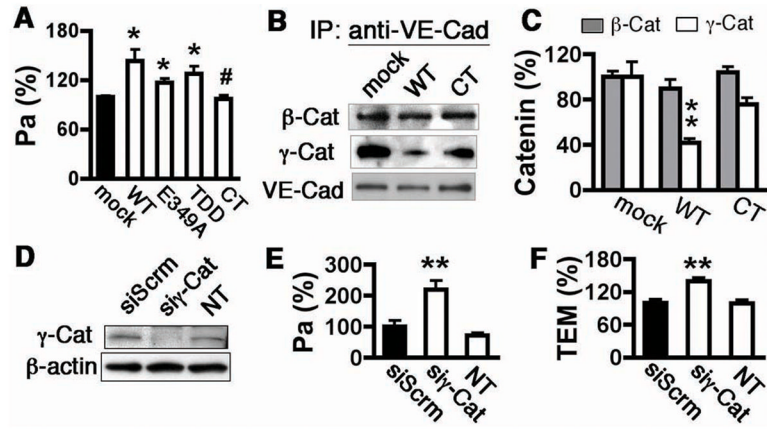 A
Pa (%)
180
120
60
0
*
*
*
#
mock
WT
E349A
TDD
CT
B
IP: anti-VE-Cad
mock
WT
CT
β-Cat
γ-Cat
VE-Cad
C
β-Cat
γ-Cat
Catenin (%)
120
80
40
0
**
mock
WT
CT
D
siScrm
siγ-Cat
NT
γ-Cat
β-actin
E
Pa (%)
300
200
100
0
**
siScrm
siγ-Cat
NT
F
TEM (%)
180
120
60
0
**
siScrm
siγ-Cat
NT